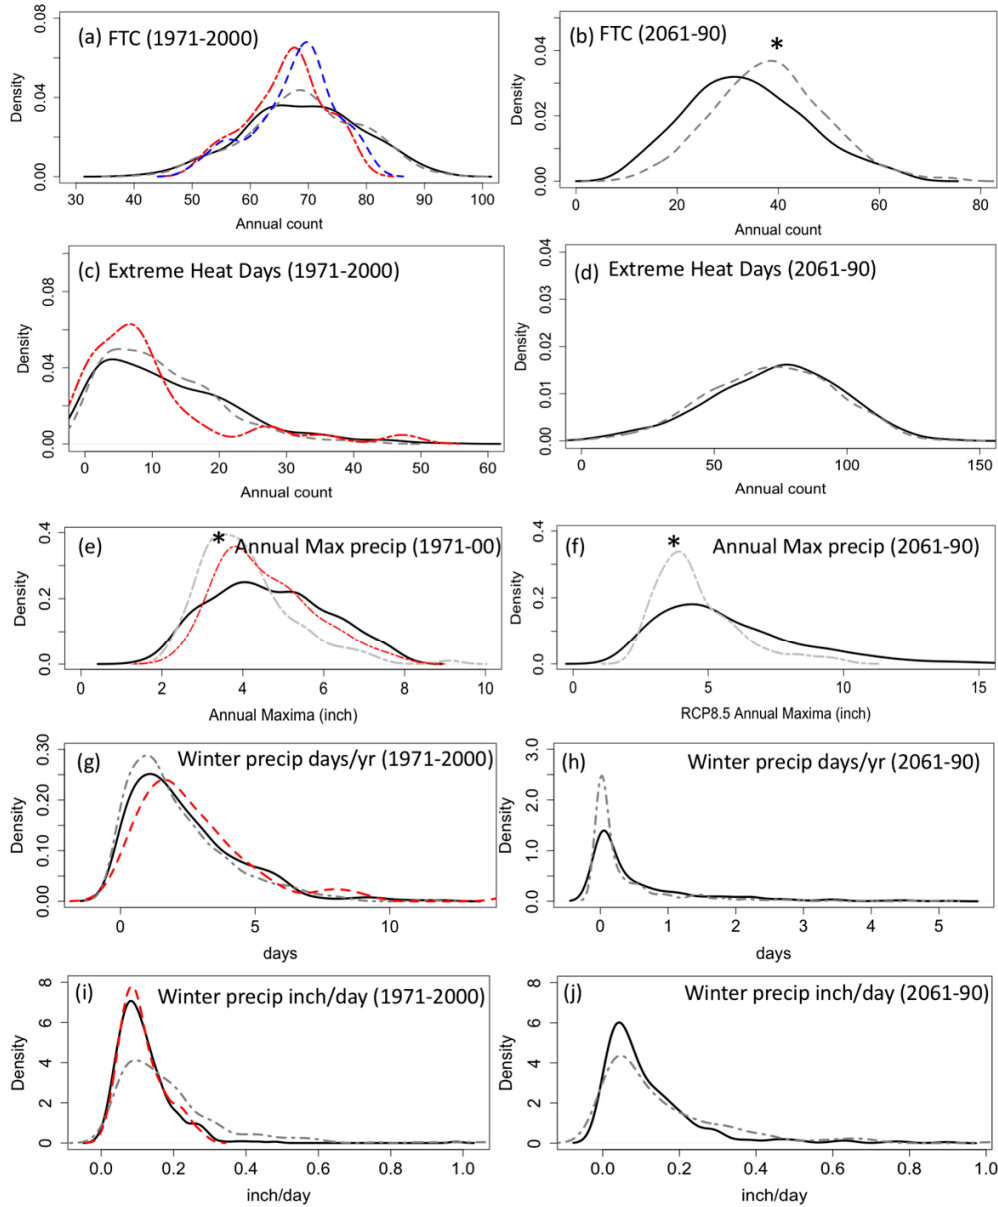 (a) FTC (1971-2000)
Density
0.00 0.04 0.08
30 40 50 60 70 80 90 100
Annual count
(b) FTC (2061-90)
*
Density
0.00 0.02 0.04
0 20 40 60 80
Annual count
(c) Extreme Heat Days (1971-2000)
Density
0.00 0.04 0.08
0 10 20 30 40 50 60
Annual count
(d) Extreme Heat Days (2061-90)
Density
0.00 0.01 0.02 0.03 0.04
0 50 100 150
Annual count
(e) * Annual Max precip (1971-00)
Density
0.0 0.2 0.4
0 2 4 6 8 10
Annual Maxima (inch)
(f) * Annual Max precip (2061-90)
Density
0.0 0.2 0.4
0 5 10 15
RCP8.5 Annual Maxima (inch)
(g) Winter precip days/yr (1971-2000)
Density
0.00 0.10 0.20 0.30
0 5 10
days
(h) Winter precip days/yr (2061-90)
Density
0.0 1.0 2.0 3.0
0 1 2 3 4 5
days
(i) Winter precip inch/day (1971-2000)
Density
0 2 4 6 8
0.0 0.2 0.4 0.6 0.8 1.0
inch/day
(j) Winter precip inch/day (2061-90)
Density
0 2 4 6 8
0.0 0.2 0.4 0.6 0.8 1.0
inch/day